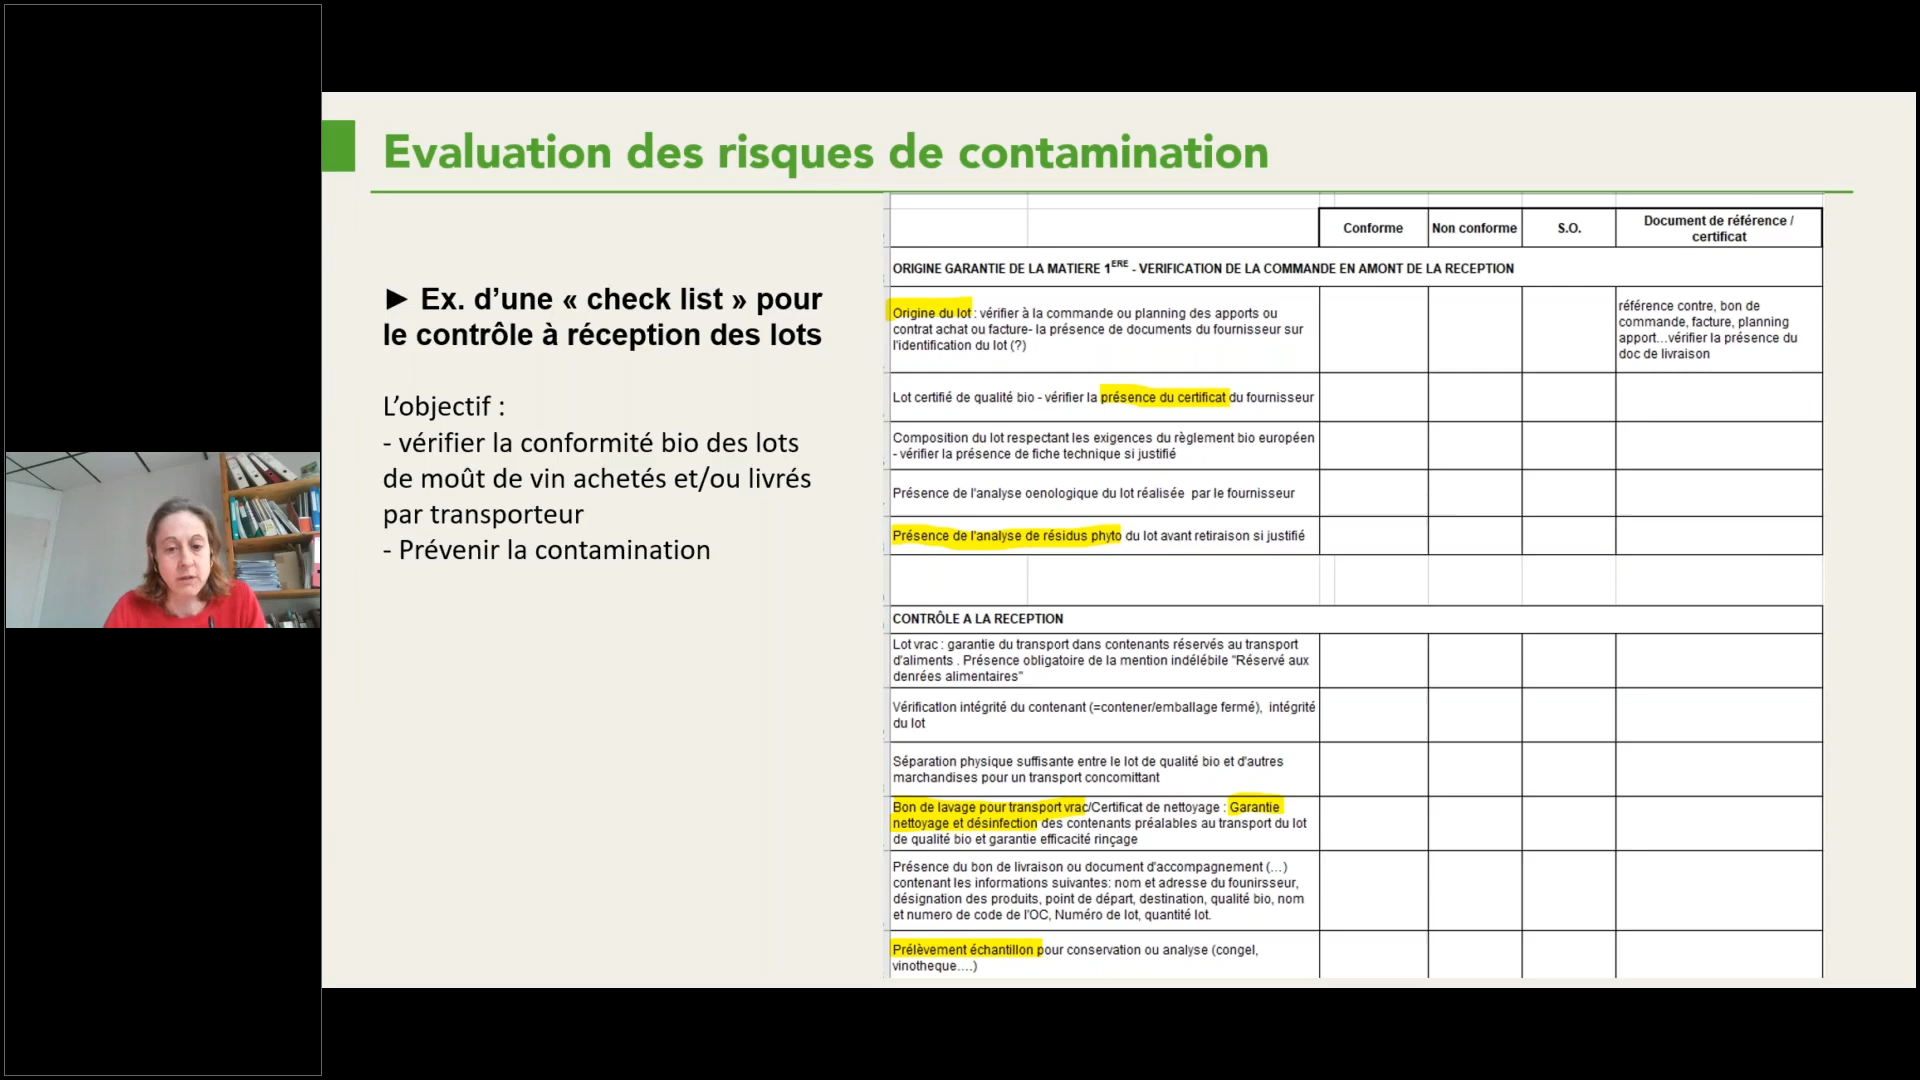 Evaluation des risques de contamination
► Ex. d’une « check list » pour
le contrôle à réception des lots
L’objectif :
- vérifier la conformité bio des lots
de moût de vin achetés et/ou livrés
par transporteur
- Prévenir la contamination
Conforme
Non conforme
S.O.
Document de référence /
certificat
ORIGINE GARANTIE DE LA MATIERE 1ERE - VERIFICATION DE LA COMMANDE EN AMONT DE LA RECEPTION
Origine du lot : vérifier à la commande ou planning des apports ou
contrat achat ou facture- la présence de documents du fournisseur sur
l'identification du lot (?)
référence contre, bon de
commande, facture, planning
apport...vérifier la présence du
doc de livraison
Lot certifié de qualité bio - vérifier la présence du certificat du fournisseur
Composition du lot respectant les exigences du règlement bio européen
- vérifier la présence de fiche technique si justifié
Présence de l'analyse oenologique du lot réalisée par le fournisseur
Présence de l'analyse de résidus phyto du lot avant retiraison si justifié
CONTRÔLE A LA RECEPTION
Lot vrac : garantie du transport dans contenants réservés au transport
d'aliments . Présence obligatoire de la mention indélébile "Réservé aux
denrées alimentaires"
Vérification intégrité du contenant (=contener/emballage fermé), intégrité
du lot
Séparation physique suffisante entre le lot de qualité bio et d'autres
marchandises pour un transport concomittant
Bon de lavage pour transport vrac/Certificat de nettoyage : Garantie
nettoyage et désinfection des contenants préalables au transport du lot
de qualité bio et garantie efficacité rinçage
Présence du bon de livraison ou document d'accompagnement (...)
contenant les informations suivantes: nom et adresse du founirsseur,
désignation des produits, point de départ, destination, qualité bio, nom
et numero de code de l'OC, Numéro de lot, quantité lot.
Prélèvement échantillon pour conservation ou analyse (congel,
vinotheque....)